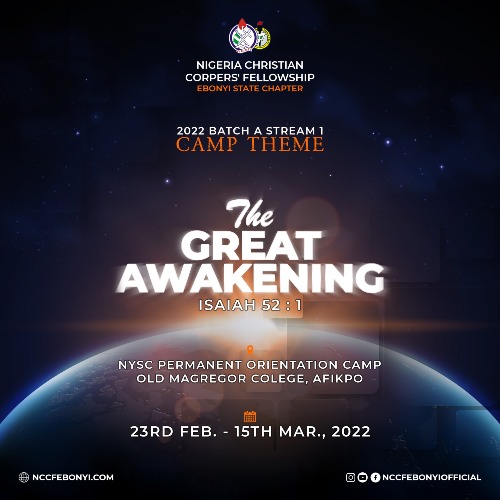 NIGERIA CHRISTIAN
CORPERS' FELLOWSHIP
EBONYI STATE CHAPTER
2022 BATCH A STREAM 1
CAMP THEME
The
GREAT
AWAKENING
ISAIAH 52 : 1
NYSC PERMANENT ORIENTATION CAMP
OLD MAGREGOR COLEGE, AFIKPO
23RD FEB. - 15TH MAR., 2022
NCCFEBONYI.COM
NCCFEBONYIOFFICIAL